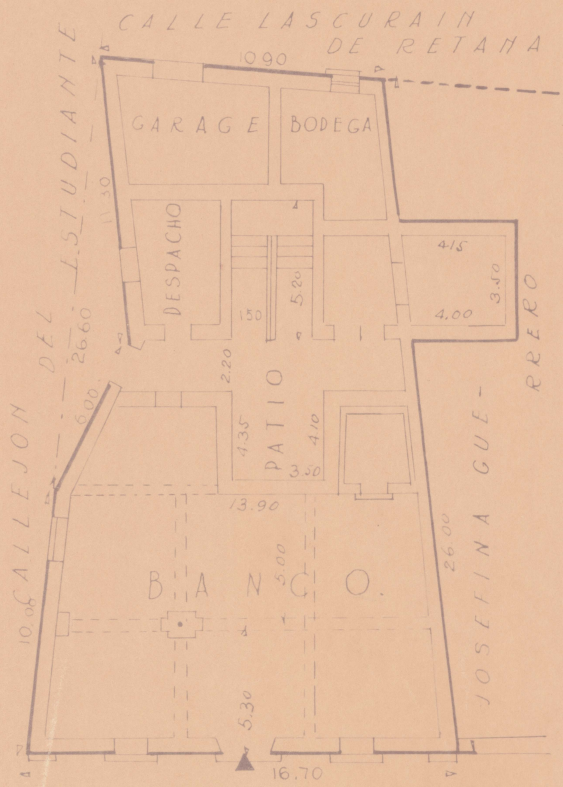 CALLE LASCURAIN
DE RETANA
10.90
CALLEJON DEL ESTUDIANTE
GARAGE
BODEGA
11.50
DESPACHO
4.15
3.50
4.00
1.50
5.20
26.60
RRERO
2.20
6.00
PATIO
4.35
4.10
3.50
13.90
JOSEFINA GUE-
26.00
5.00
BANCO.
10.00
5.30
16.70